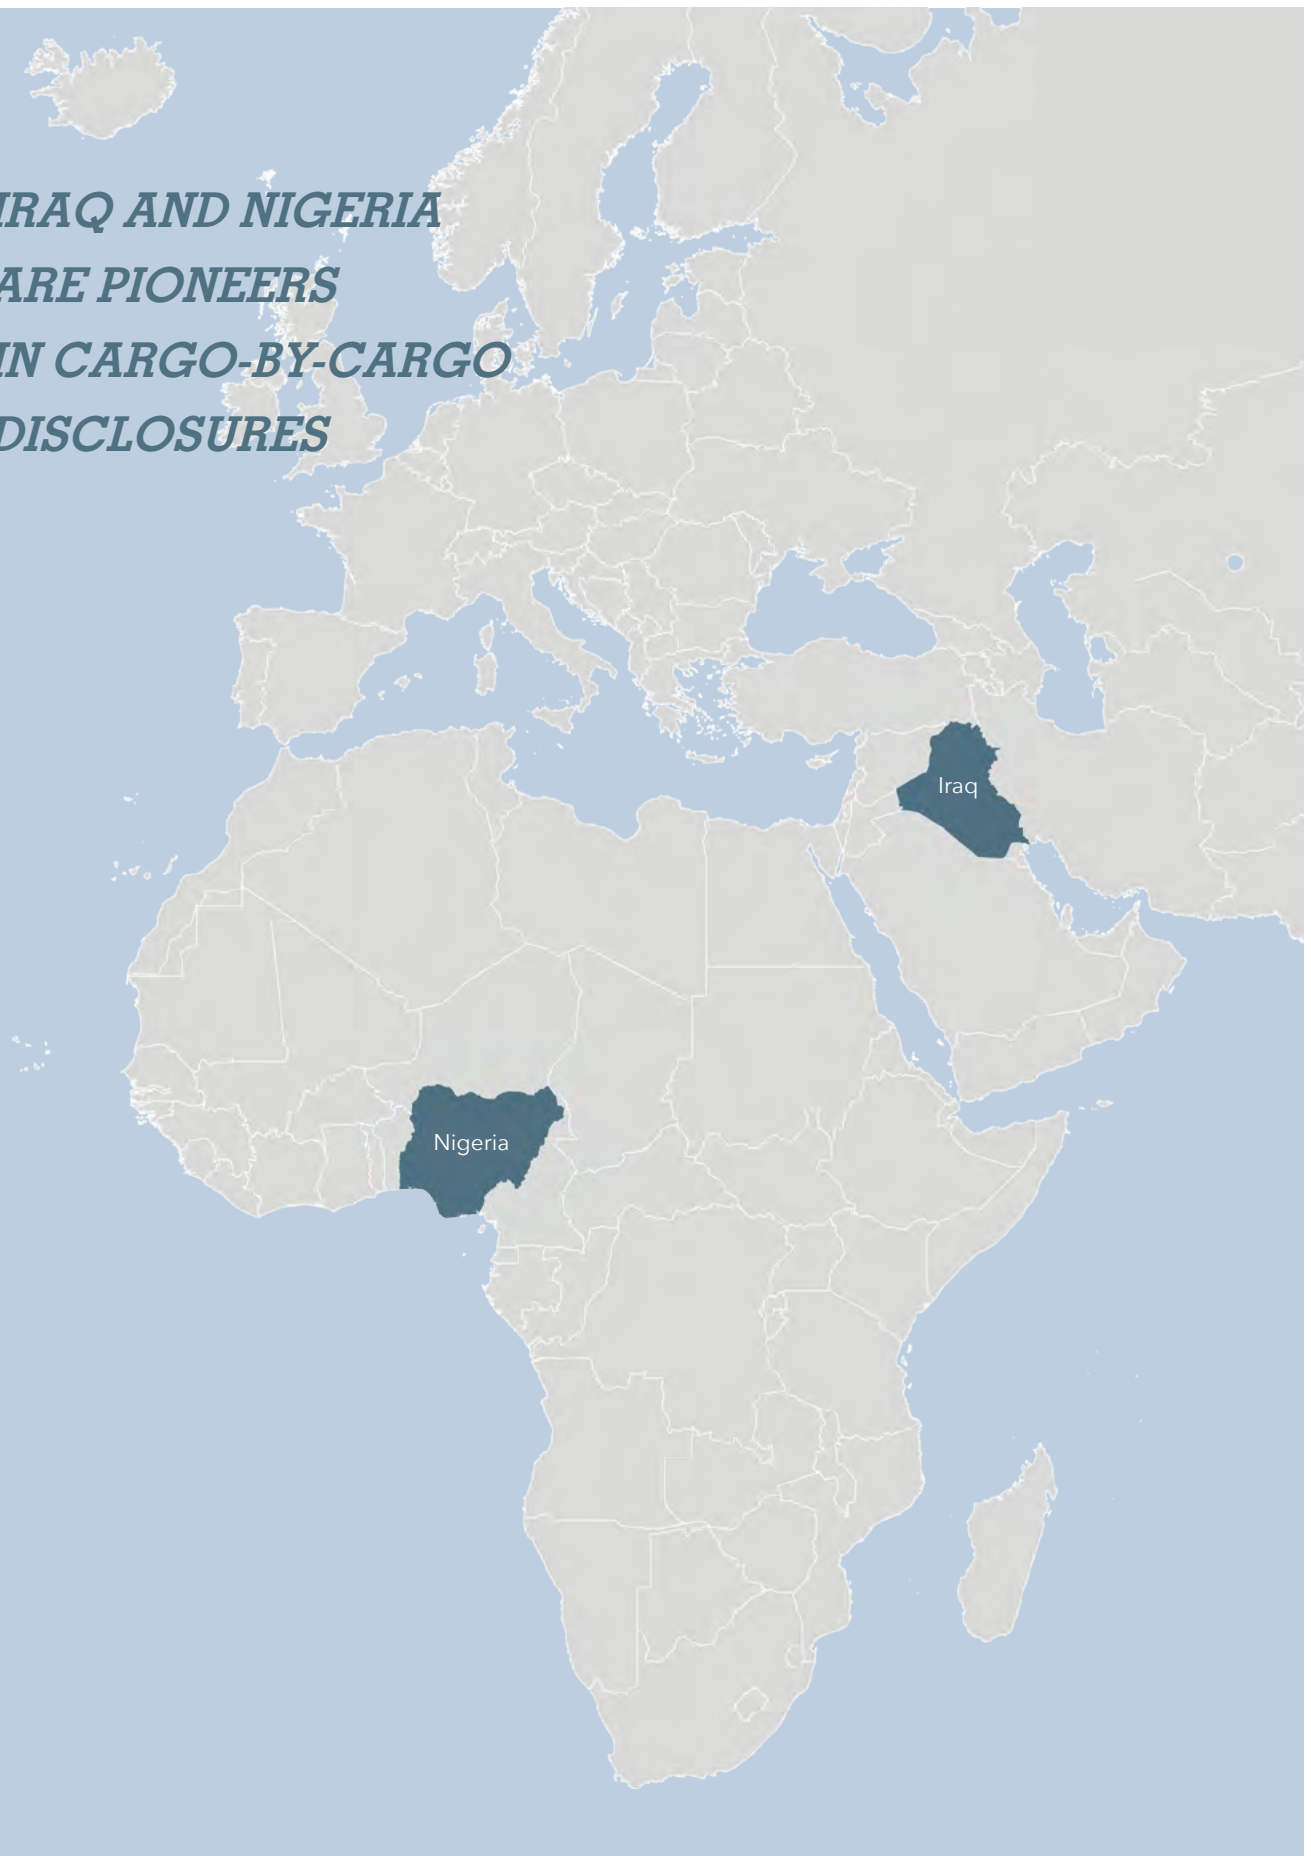 IRAQ AND NIGERIA
ARE PIONEERS
IN CARGO-BY-CARGO
DISCLOSURES
Iraq
Nigeria